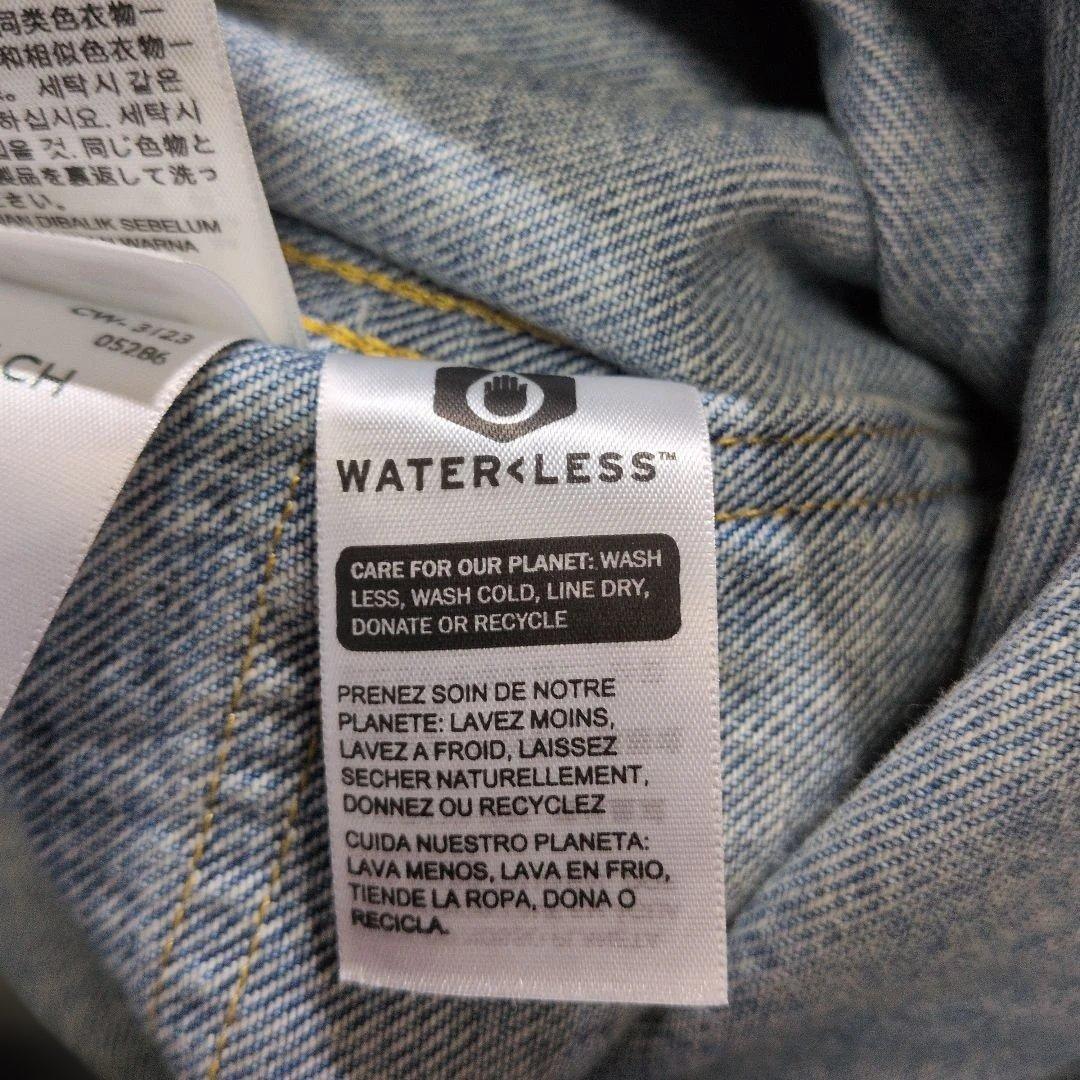 同类色衣物一
和相似色衣物一
세탁 시 같은
하십시요. 세탁시
것. 同じ色物と
製品を裏返して洗っ
さい。
DIBALIK SEBELUM
WARNA
3123
05286
CH
WATER<LESS™
CARE FOR OUR PLANET: WASH
LESS, WASH COLD, LINE DRY,
DONATE OR RECYCLE
PRENEZ SOIN DE NOTRE
PLANETE: LAVEZ MOINS,
LAVEZ A FROID, LAISSEZ
SECHER NATURELLEMENT,
DONNEZ OU RECYCLEZ
CUIDA NUESTRO PLANETA:
LAVA MENOS, LAVA EN FRIO,
TIENDE LA ROPA, DONA O
RECICLA.